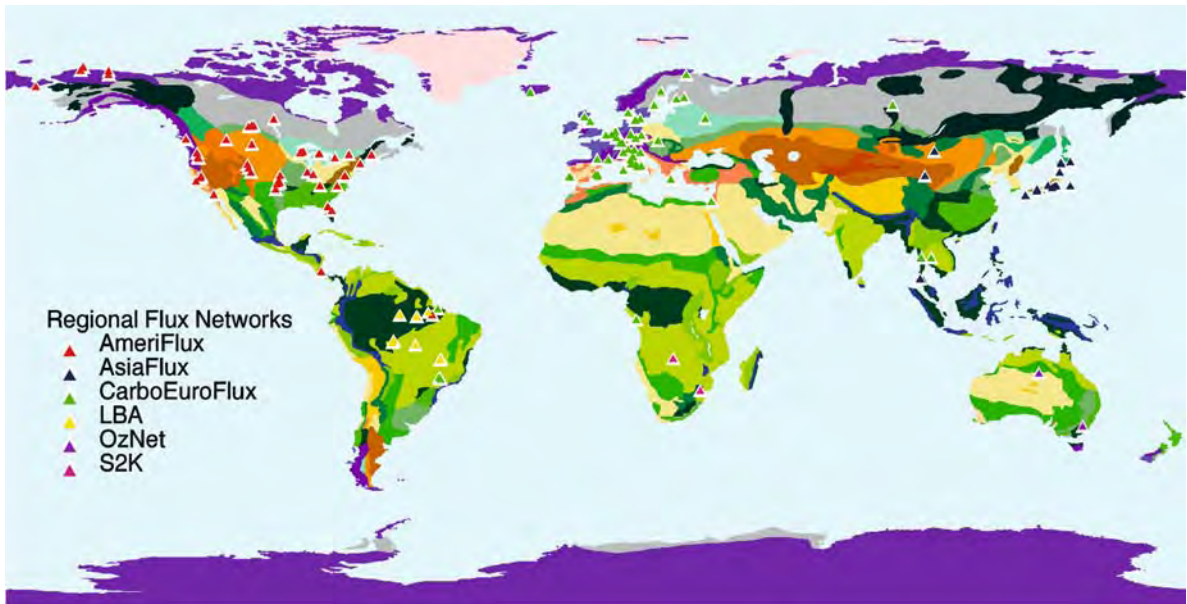 Regional Flux Networks
AmeriFlux
AsiaFlux
CarboEuroFlux
LBA
OzNet
S2K